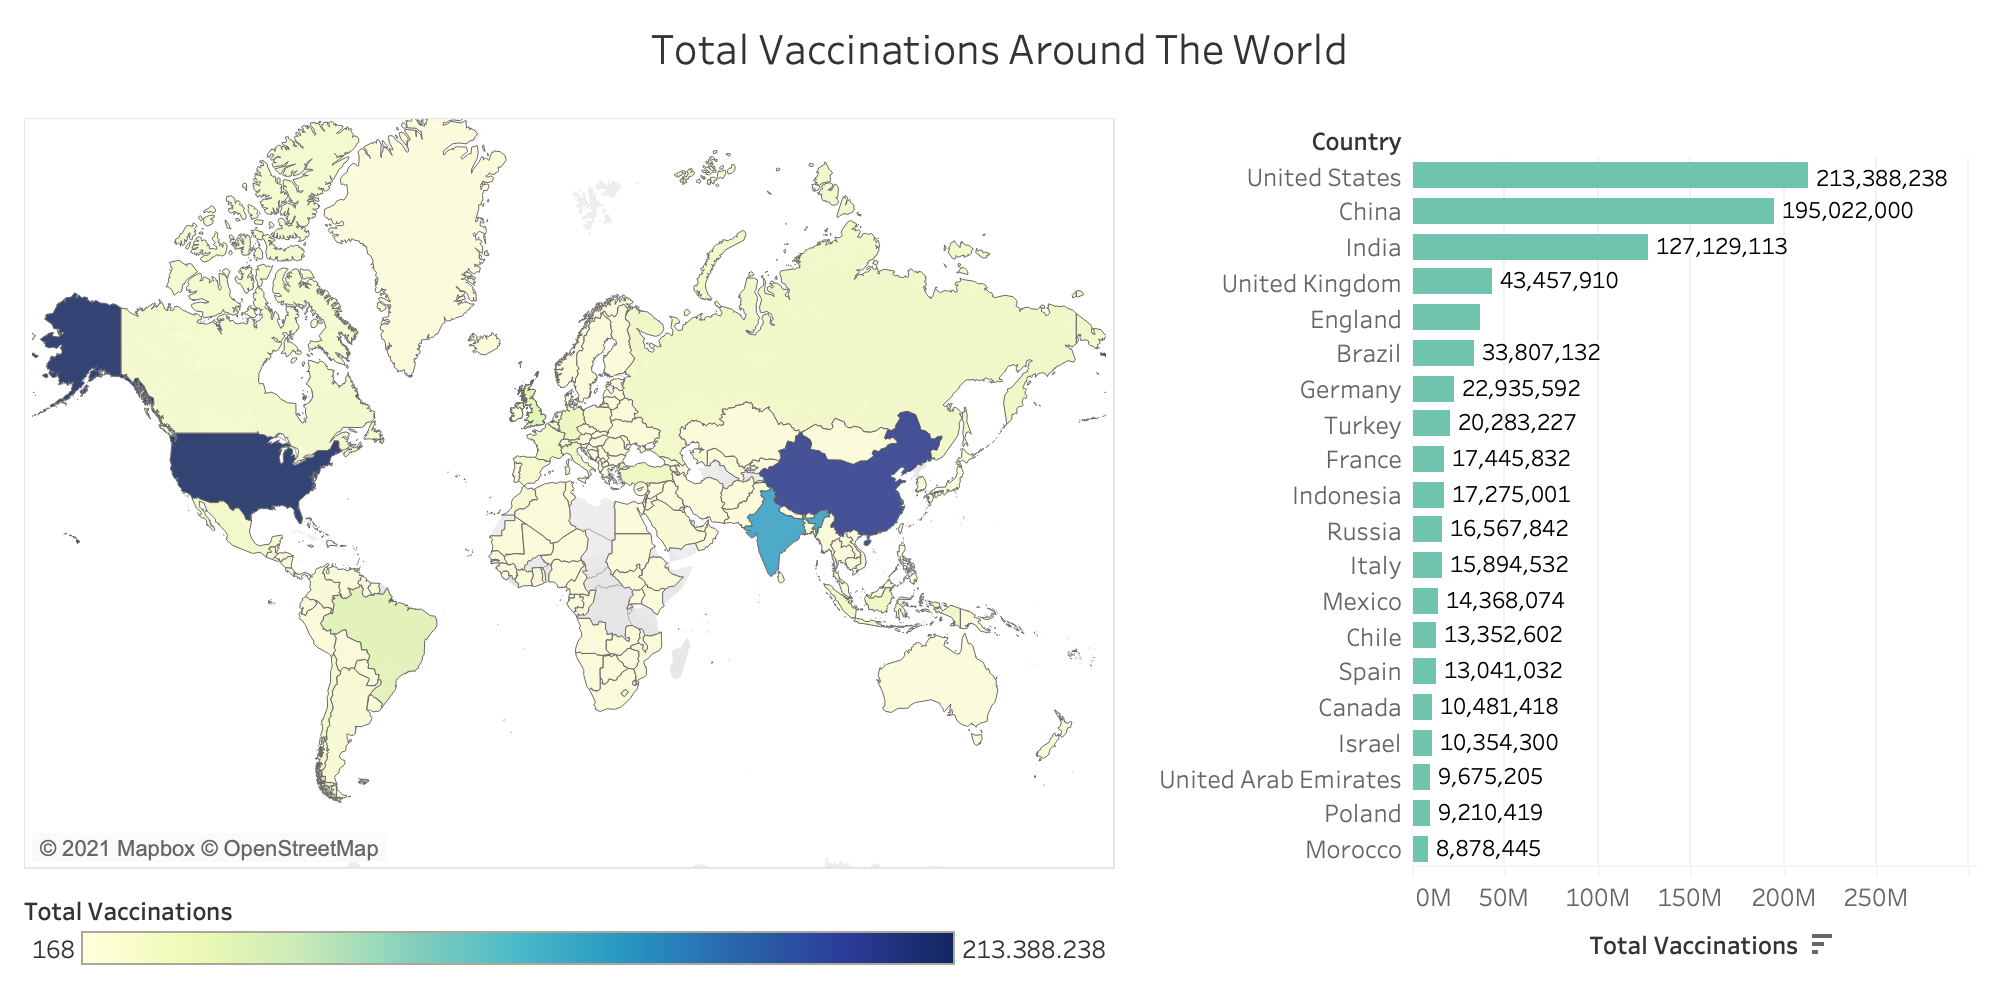 Total Vaccinations Around The World
© 2021 Mapbox © OpenStreetMap
Total Vaccinations
168 213.388.238
Country
United States 213,388,238
China 195,022,000
India 127,129,113
United Kingdom 43,457,910
England
Brazil 33,807,132
Germany 22,935,592
Turkey 20,283,227
France 17,445,832
Indonesia 17,275,001
Russia 16,567,842
Italy 15,894,532
Mexico 14,368,074
Chile 13,352,602
Spain 13,041,032
Canada 10,481,418
Israel 10,354,300
United Arab Emirates 9,675,205
Poland 9,210,419
Morocco 8,878,445
0M 50M 100M 150M 200M 250M
Total Vaccinations